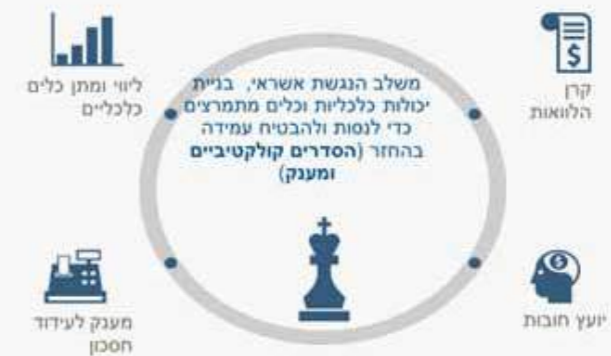 קרן
הלוואות
ליווי ומתן כלים
כלכליים
משלב הנגשת אשראי, בניית
יכולות כלכליות וכלים מתמרצים
כדי לנסות ולהבטיח עמידה
בהחזר (הסדרים קולקטיביים
ומענק)
יועץ חובות
מענק לעידוד
חסכון